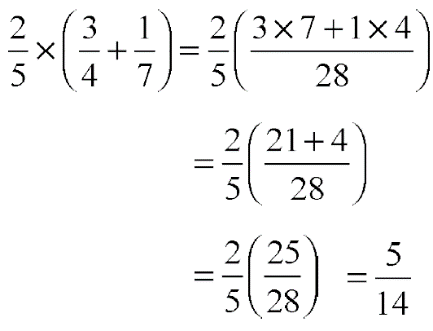 2/5 × (3/4 + 1/7) = 2/5 ((3 × 7 + 1 × 4)/28)
= 2/5 ((21 + 4)/28)
= 2/5 (25/28) = 5/14